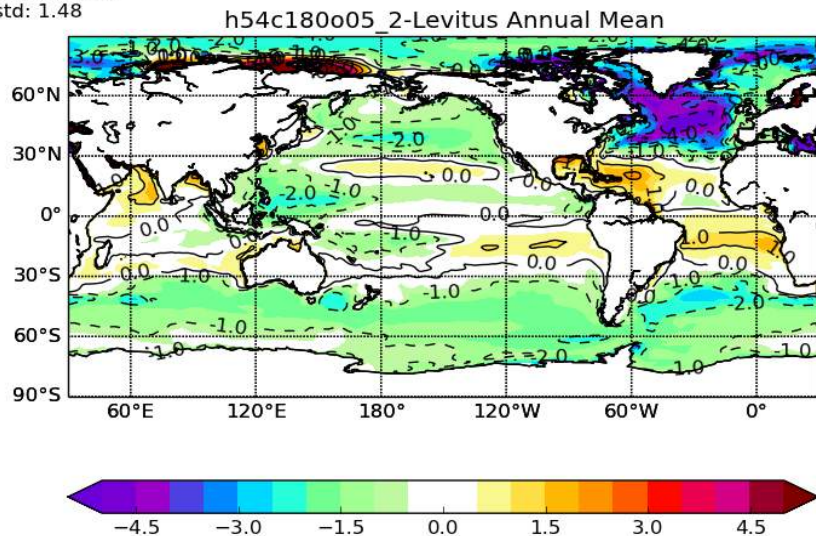 std: 1.48
h54c180o05_2-Levitus Annual Mean
60°N
30°N
0°
30°S
60°S
90°S
60°E 120°E 180° 120°W 60°W 0°
-2.0 -1.0
-4.0
-1.0
0.0 0.0 0.0
-2.0 -1.0
0.0 0.0
-1.0 1.0
0.0 0.0 0.0
-1.0 -1.0 -2.0
-1.0
-1.0 -2.0 -1.0 -1.0
−4.5 −3.0 −1.5 0.0 1.5 3.0 4.5